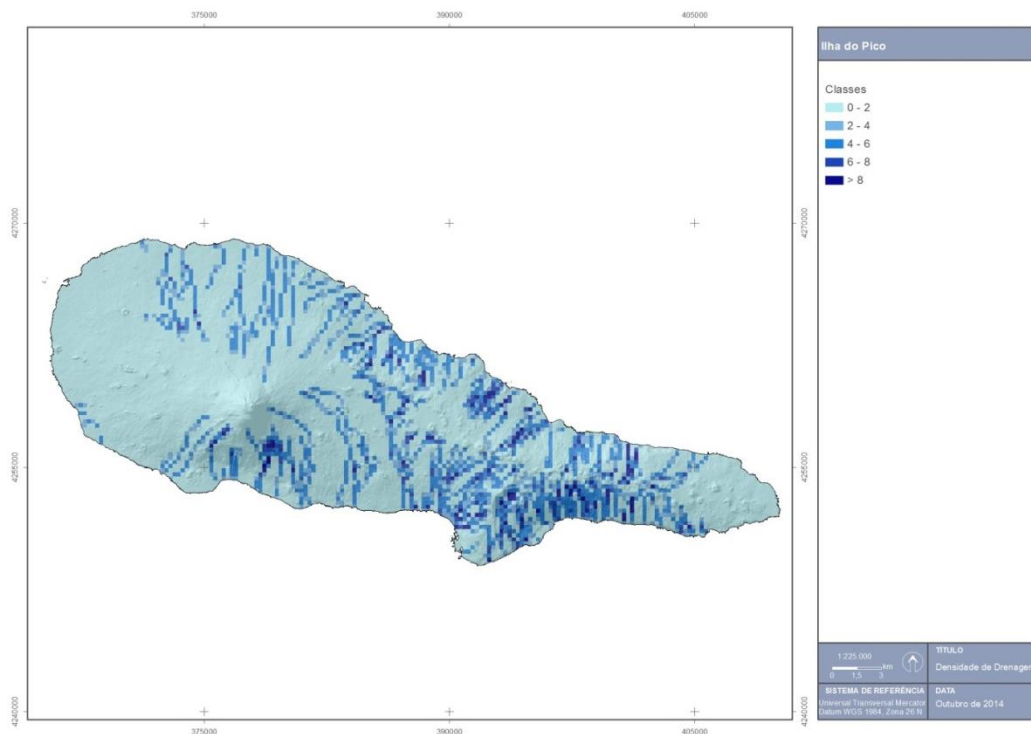 375000 390000 405000
Ilha do Pico
Classes
0 - 2
2 - 4
4 - 6
6 - 8
> 8
4270000 4270000
4255000 4255000
4240000 4240000
375000 390000 405000
1:225.000
km
0 1,5 3
TÍTULO
Densidade de Drenagem
SISTEMA DE REFERÊNCIA
Universal Transversal Mercator
Datum WGS 1984, Zona 26 N
DATA
Outubro de 2014